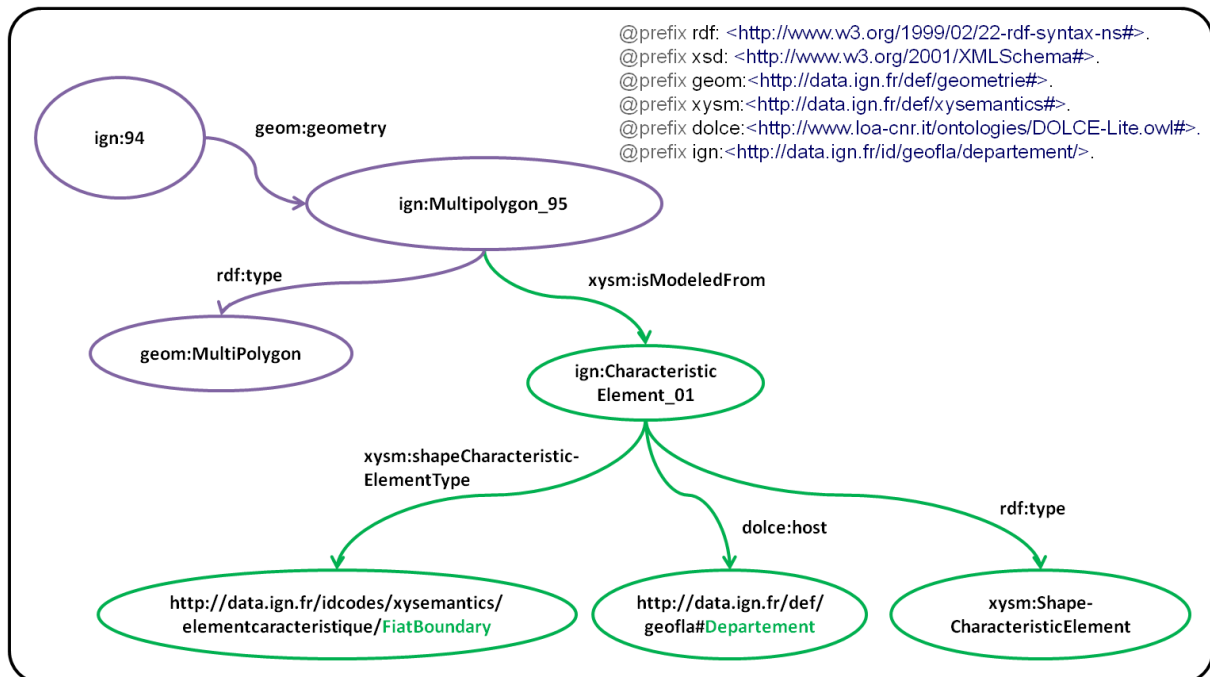 @prefix rdf: <http://www.w3.org/1999/02/22-rdf-syntax-ns#>.
@prefix xsd: <http://www.w3.org/2001/XMLSchema#>.
@prefix geom:<http://data.ign.fr/def/geometrie#>.
@prefix xysm:<http://data.ign.fr/def/xysemantics#>.
@prefix dolce:<http://www.loa-cnr.it/ontologies/DOLCE-Lite.owl#>.
@prefix ign:<http://data.ign.fr/id/geofla/departement/>.
ign:94
geom:geometry
ign:Multipolygon_95
rdf:type
xysm:isModeledFrom
geom:MultiPolygon
ign:Characteristic
Element_01
xysm:shapeCharacteristic-
ElementType
dolce:host
rdf:type
http://data.ign.fr/idcodes/xysemantics/
elementcaracteristique/FiatBoundary
http://data.ign.fr/def/
geofla#Departement
xysm:Shape-
CharacteristicElement